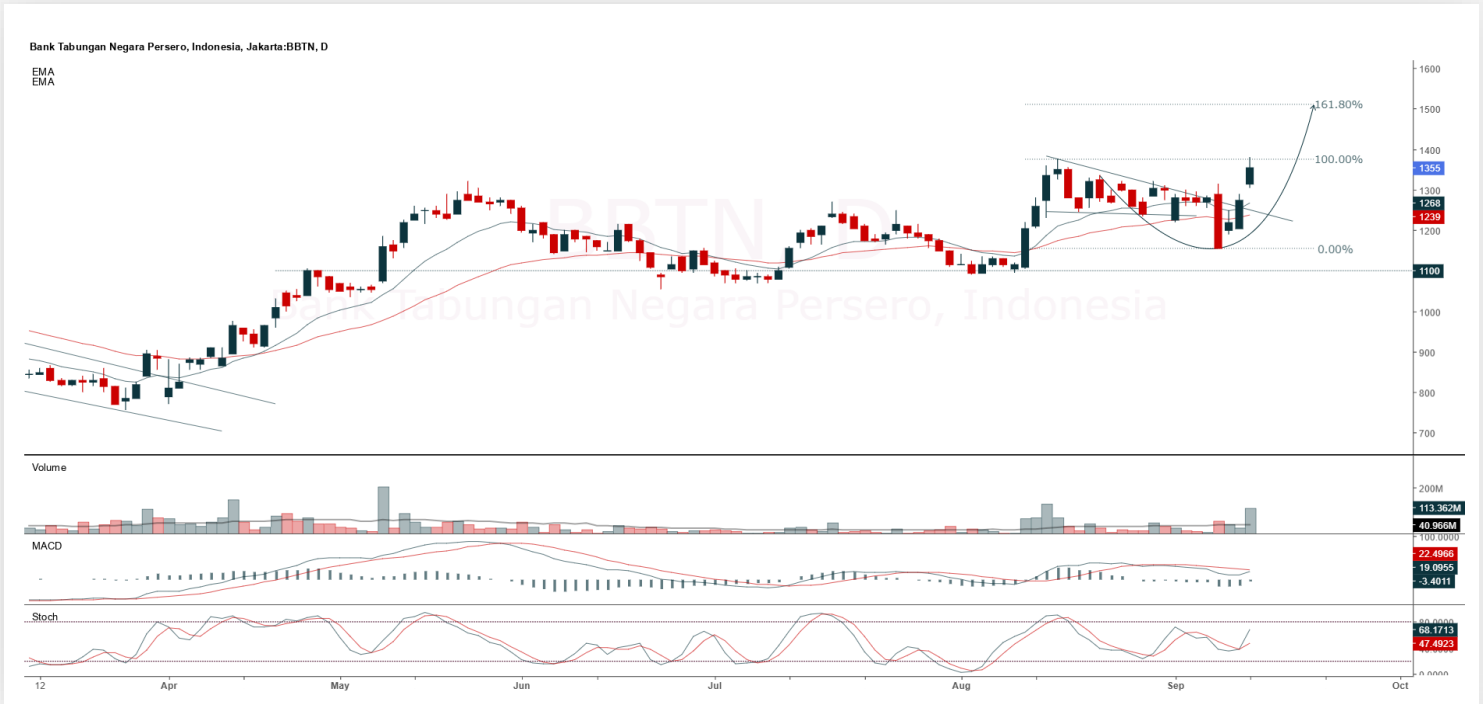 Bank Tabungan Negara Persero, Indonesia, Jakarta:BBTN, D
EMA
EMA
BBTN, D
Bank Tabungan Negara Persero, Indonesia
161.80%
100.00%
0.00%
1600
1500
1400
1355
1300
1268
1239
1200
1100
1000
900
800
700
Volume
200M
113.362M
40.966M
MACD
100.0000
22.4966
19.0955
-3.4011
Stoch
68.1713
47.4923
0.0000
12 Apr May Jun Jul Aug Sep Oct